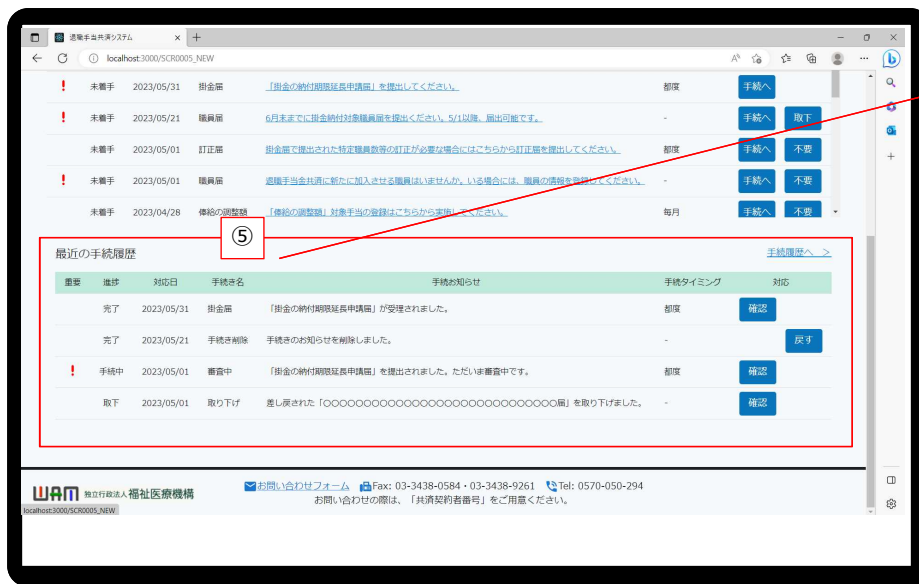 退職手当共済システム
localhost:3000/SCR0005_NEW
! 未着手 2023/05/31 掛金届 「掛金の納付期限延長申請届」を提出してください。 都度 手続へ
! 未着手 2023/05/21 職員届 6月末までに掛金納付対象職員届を提出ください。5/1以降、届出可能です。 - 手続へ 取下
未着手 2023/05/01 訂正届 掛金届で提出された特定職員数等の訂正が必要な場合にはこちらから訂正届を提出してください。 都度 手続へ 不要
! 未着手 2023/05/01 職員届 退職手当金共済に新たに加入させる職員はいませんか。いる場合には、職員の情報を登録してください。 - 手続へ 不要
未着手 2023/04/28 俸給の調整額 「俸給の調整額」対象手当の登録はこちらから実施してください。 毎月 手続へ 不要
⑤
最近の手続履歴 手続履歴へ >
重要 進捗 対応日 手続き名 手続お知らせ 手続タイミング 対応
完了 2023/05/31 掛金届 「掛金の納付期限延長申請届」が受理されました。 都度 確認
完了 2023/05/21 手続き削除 手続きのお知らせを削除しました。 - 戻す
! 手続中 2023/05/01 審査中 「掛金の納付期限延長申請届」を提出されました。ただいま審査中です。 都度 確認
取下 2023/05/01 取り下げ 差し戻された「〇〇〇〇〇〇〇〇〇〇〇〇〇〇〇〇〇〇〇〇〇〇〇〇〇〇〇〇〇届」を取り下げました。 - 確認
WAM 独立行政法人福祉医療機構
お問い合わせフォーム Fax: 03-3438-0584・03-3438-9261 Tel: 0570-050-294
お問い合わせの際は、「共済契約者番号」をご用意ください。
localhost:3000/SCR0005_NEW